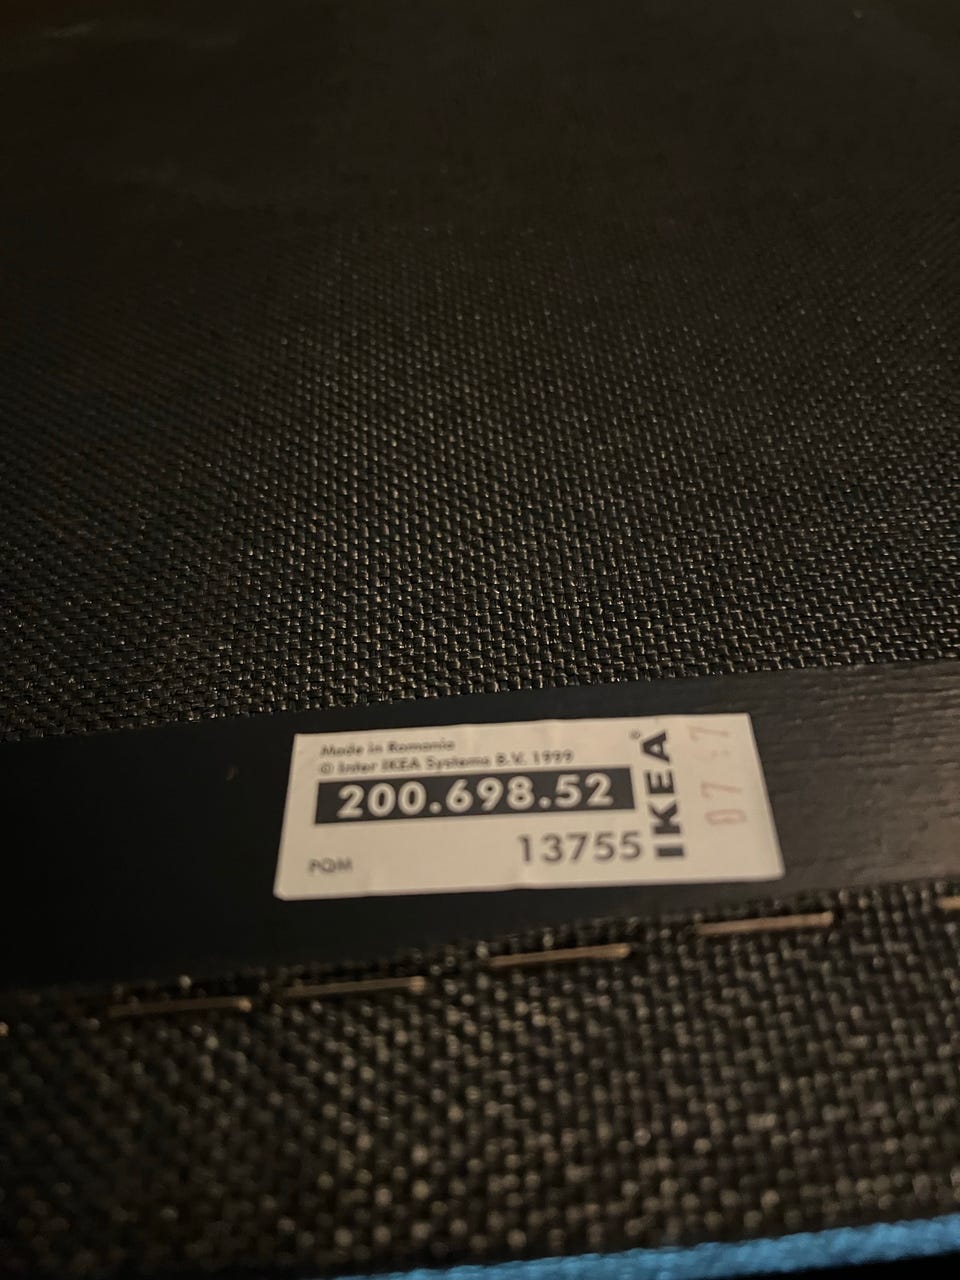 Made in Romania
© Inter IKEA Systems B.V. 1999
200.698.52
13755
PQM
IKEA®